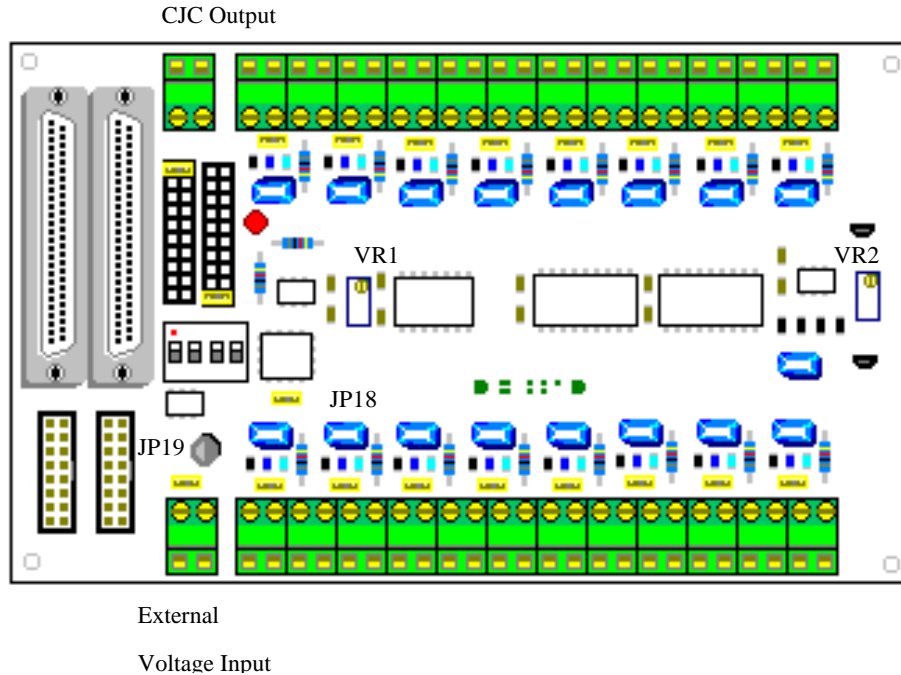 CJC Output
VR1
VR2
JP18
JP19
External
Voltage Input